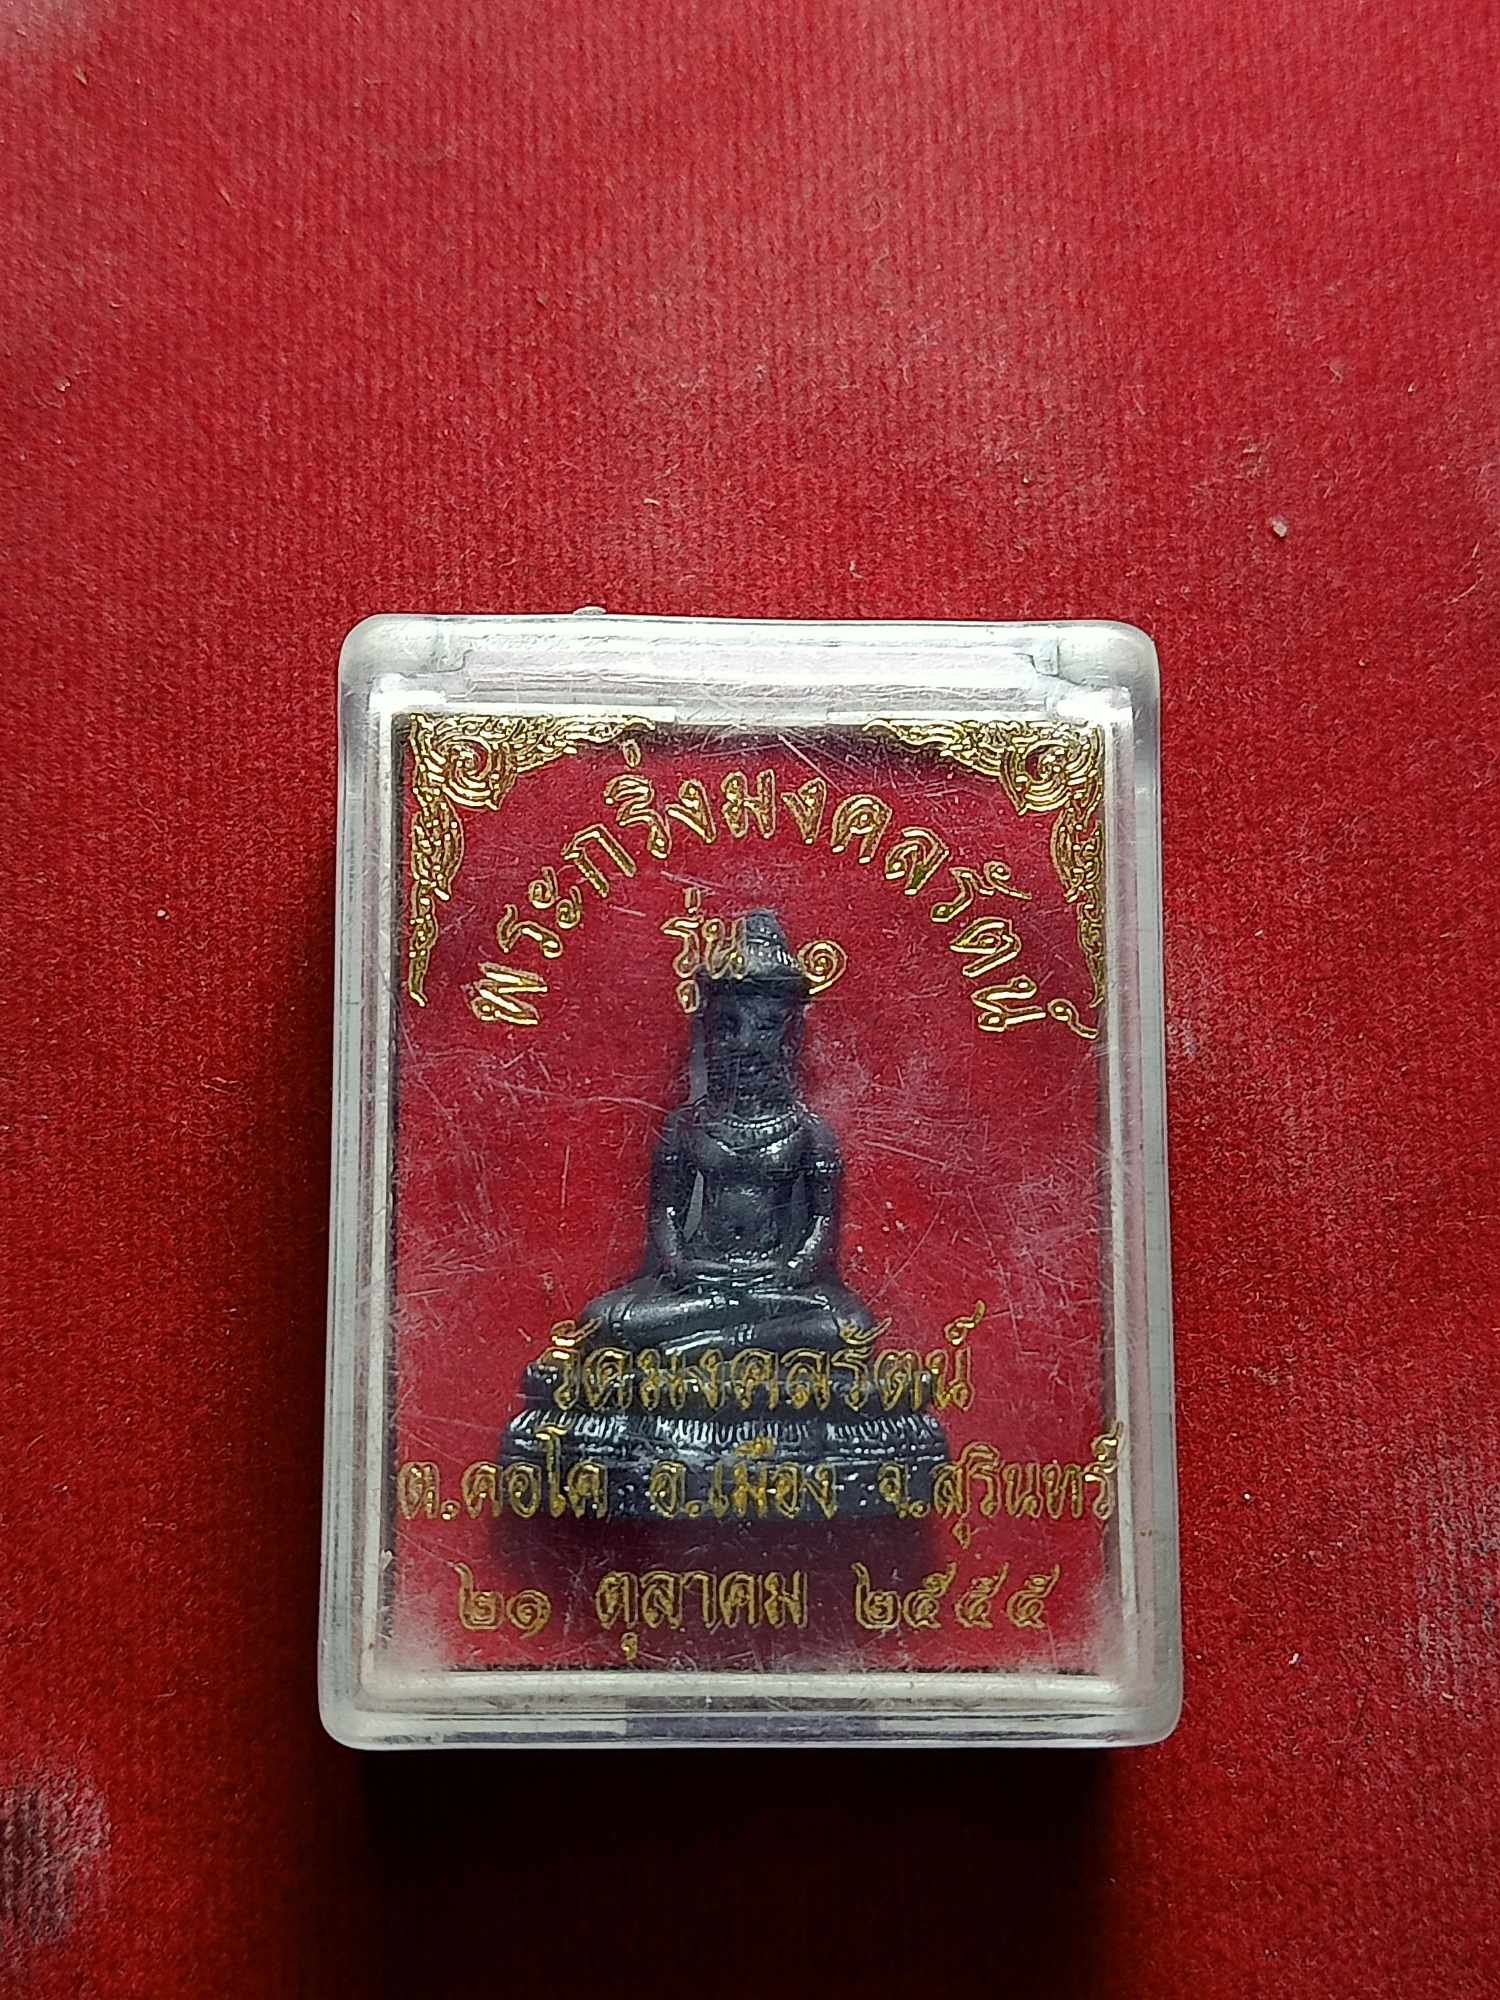 พระกริ่งมงคลรัตน์
รุ่น ๑
วัดมงคลรัตน์
ต.คอโค อ.เมือง จ.สุรินทร์
๒๑ ตุลาคม ๒๕๕๕